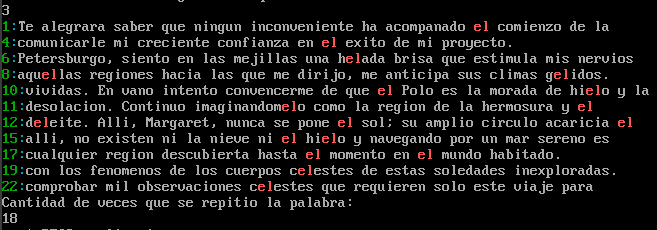 3
1:Te alegrara saber que ningun inconveniente ha acompanado el comienzo de la
4:comunicarle mi creciente confianza en el exito de mi proyecto.
6:Petersburgo, siento en las mejillas una helada brisa que estimula mis nervios
8:aquellas regiones hacia las que me dirijo, me anticipa sus climas gelidos.
10:vividas. En vano intento convencerme de que el Polo es la morada de hielo y la
11:desolacion. Continuo imaginandomelo como la region de la hermosura y el
12:deleite. Alli, Margaret, nunca se pone el sol; su amplio circulo acaricia el
15:alli, no existen ni la nieve ni el hielo y navegando por un mar sereno es
17:cualquier region descubierta hasta el momento en el mundo habitado.
19:con los fenomenos de los cuerpos celestes de estas soledades inexploradas.
22:comprobar mil observaciones celestes que requieren solo este viaje para
Cantidad de veces que se repitio la palabra:
18